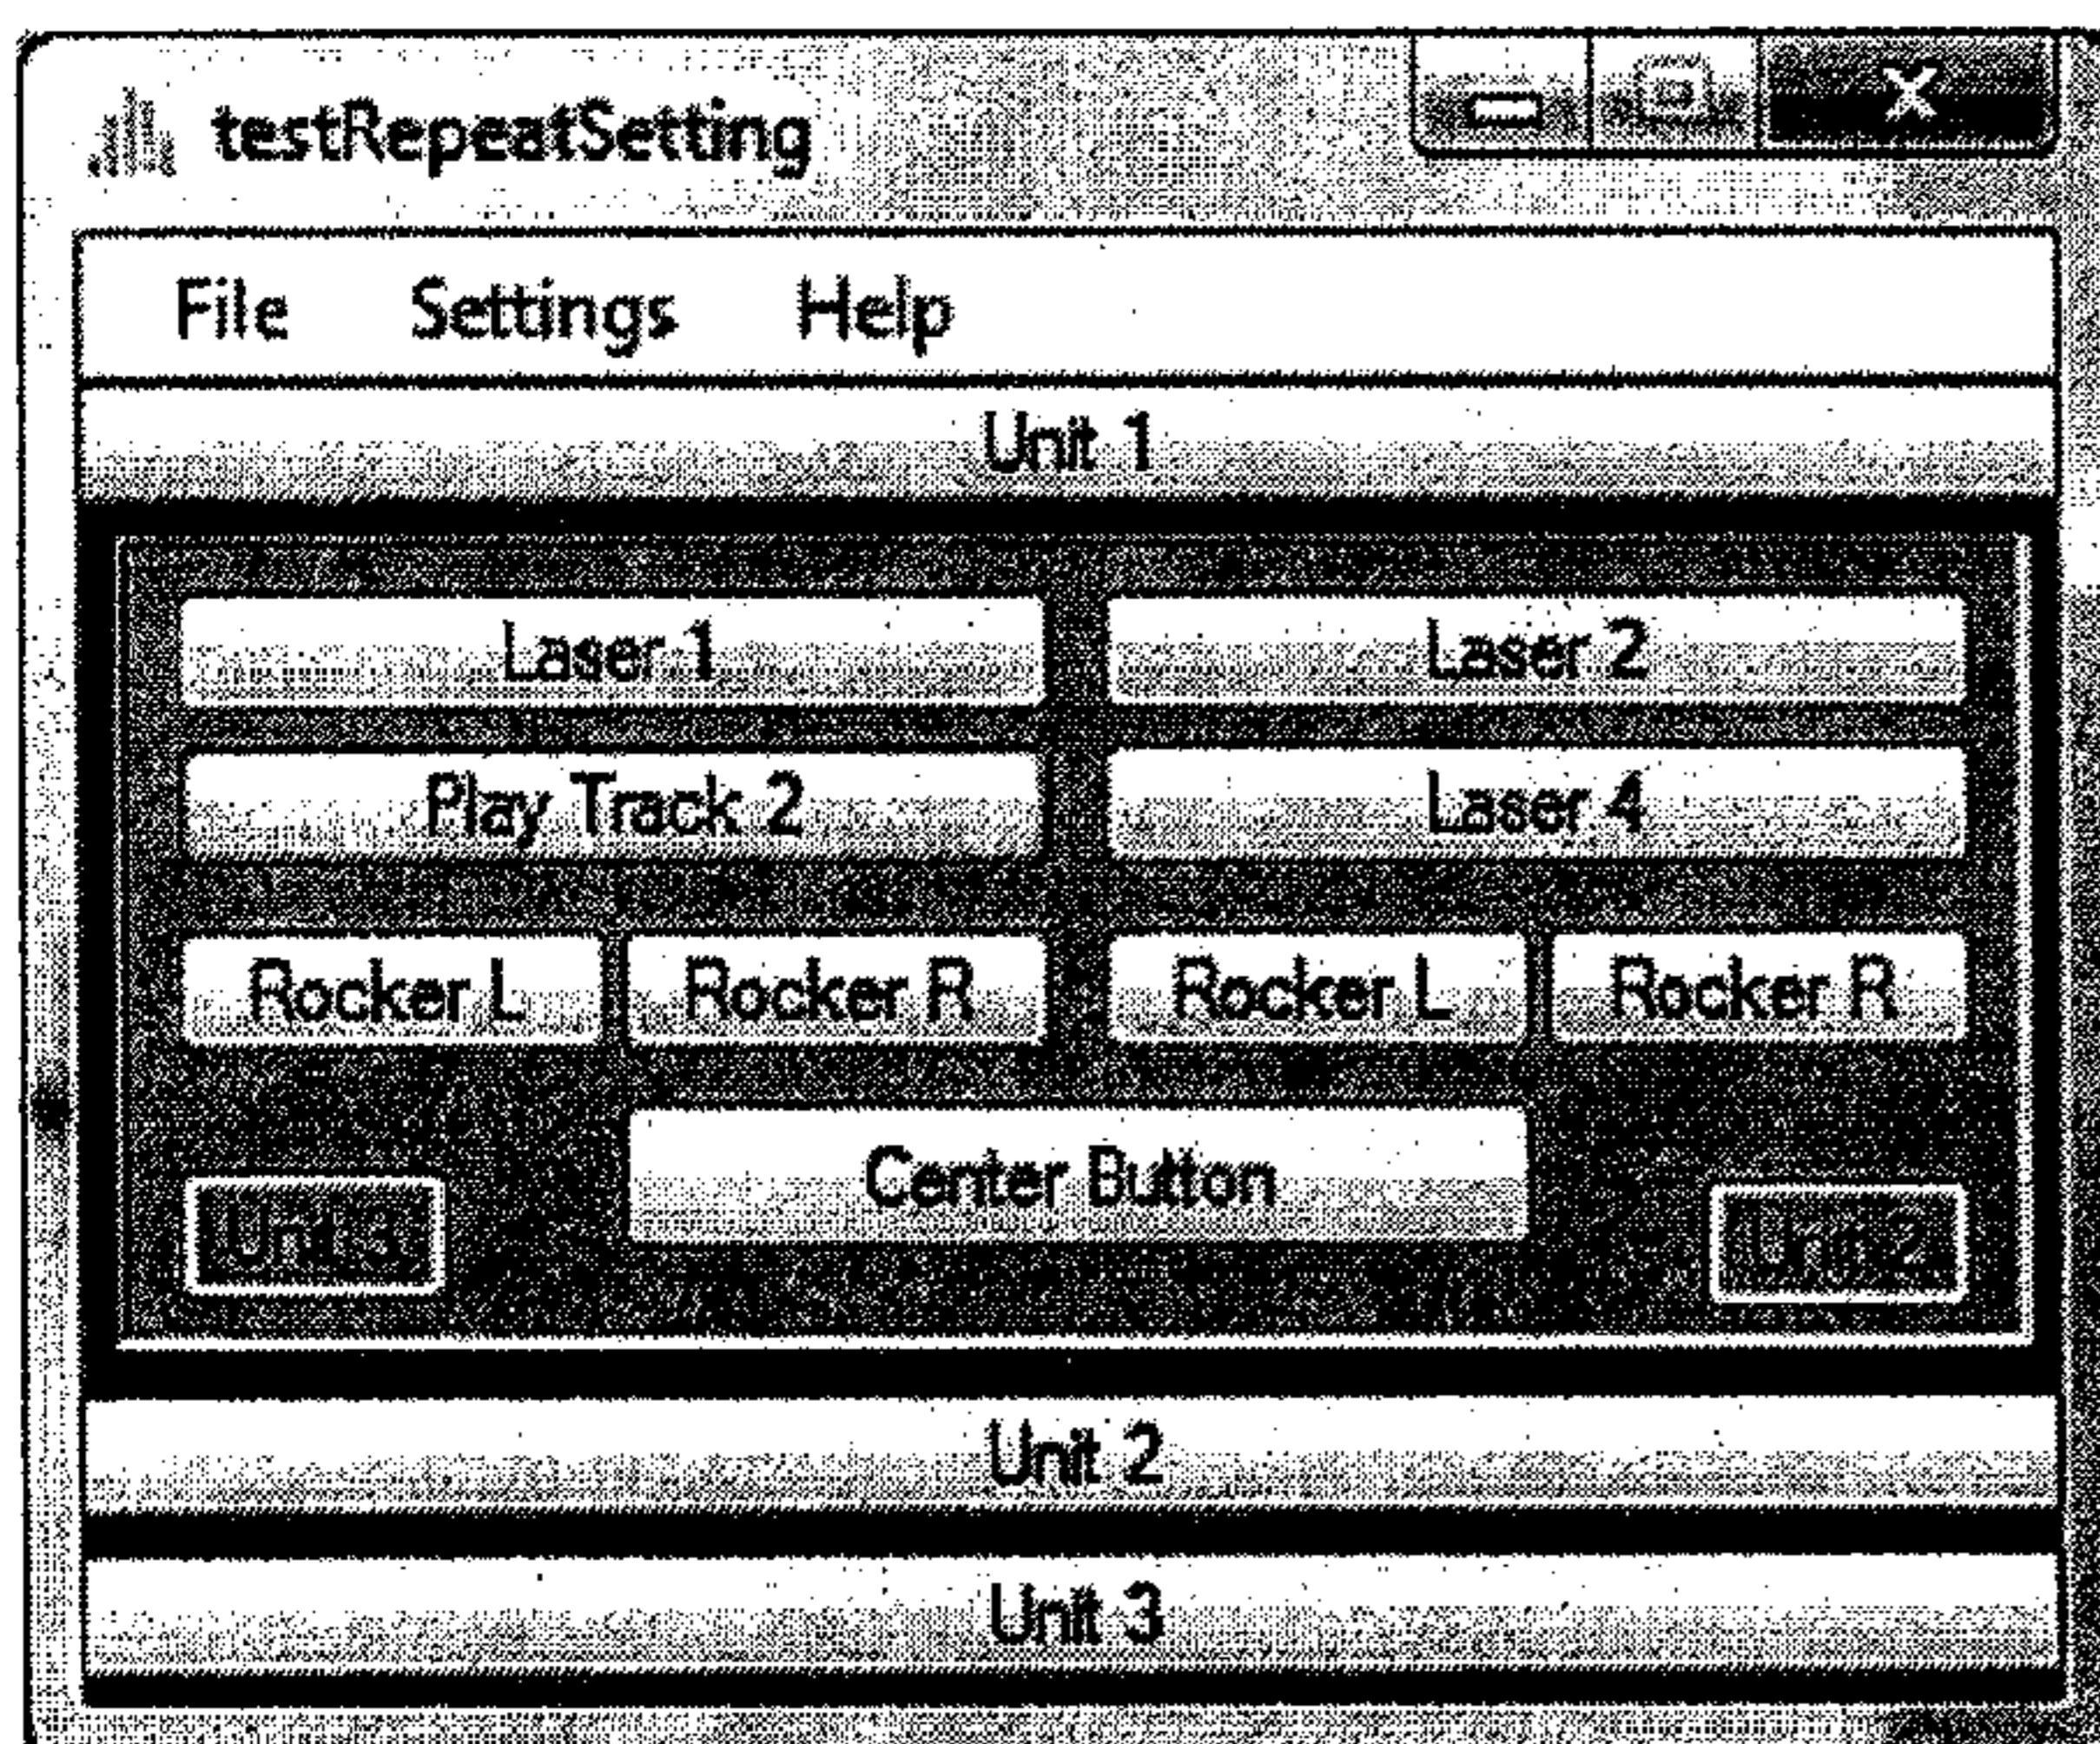 testRepeatSetting
X
File Settings Help
Unit 1
Laser 1 Laser 2
Play Track 2 Laser 4
Rocker L Rocker R Rocker L Rocker R
Center Button
Unit 3 Unit 2
Unit 2
Unit 3